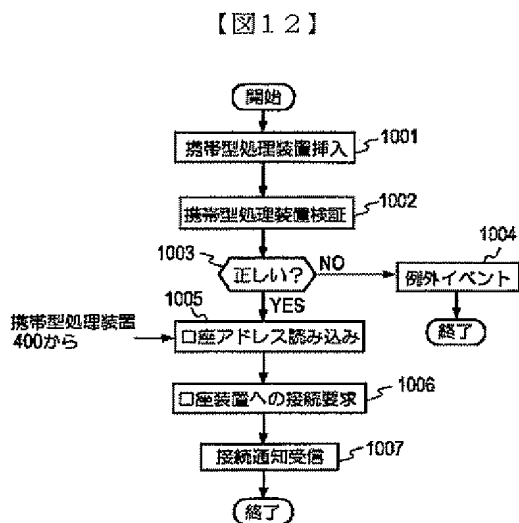 【図１２】
開始
携帯型処理装置挿入
1001
携帯型処理装置検証
1002
1003
正しい?
NO
YES
1004
例外イベント
終了
1005
携帯型処理装置
400から
口座アドレス読み込み
口座装置への接続要求
1006
接続通知受信
1007
終了